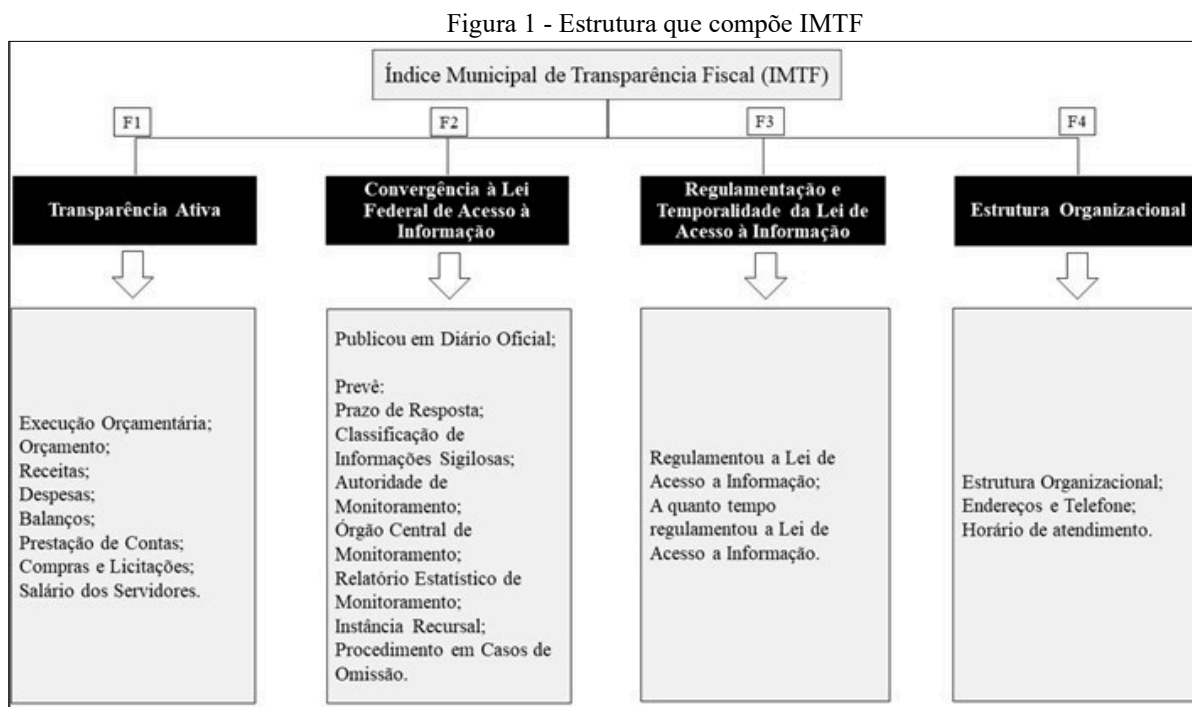 Figura 1 - Estrutura que compõe IMTF
Índice Municipal de Transparência Fiscal (IMTF)
F1
F2
F3
F4
Transparência Ativa
Convergência à Lei
Federal de Acesso à
Informação
Regulamentação e
Temporalidade da Lei de
Acesso à Informação
Estrutura Organizacional
Execução Orçamentária;
Orçamento;
Receitas;
Despesas;
Balanços;
Prestação de Contas;
Compras e Licitações;
Salário dos Servidores.
Publicou em Diário Oficial;
Prevê:
Prazo de Resposta;
Classificação de
Informações Sigilosas;
Autoridade de
Monitoramento;
Órgão Central de
Monitoramento;
Relatório Estatístico de
Monitoramento;
Instância Recursal;
Procedimento em Casos de
Omissão.
Regulamentou a Lei de
Acesso a Informação;
A quanto tempo
regulamentou a Lei de
Acesso a Informação.
Estrutura Organizacional;
Endereços e Telefone;
Horário de atendimento.